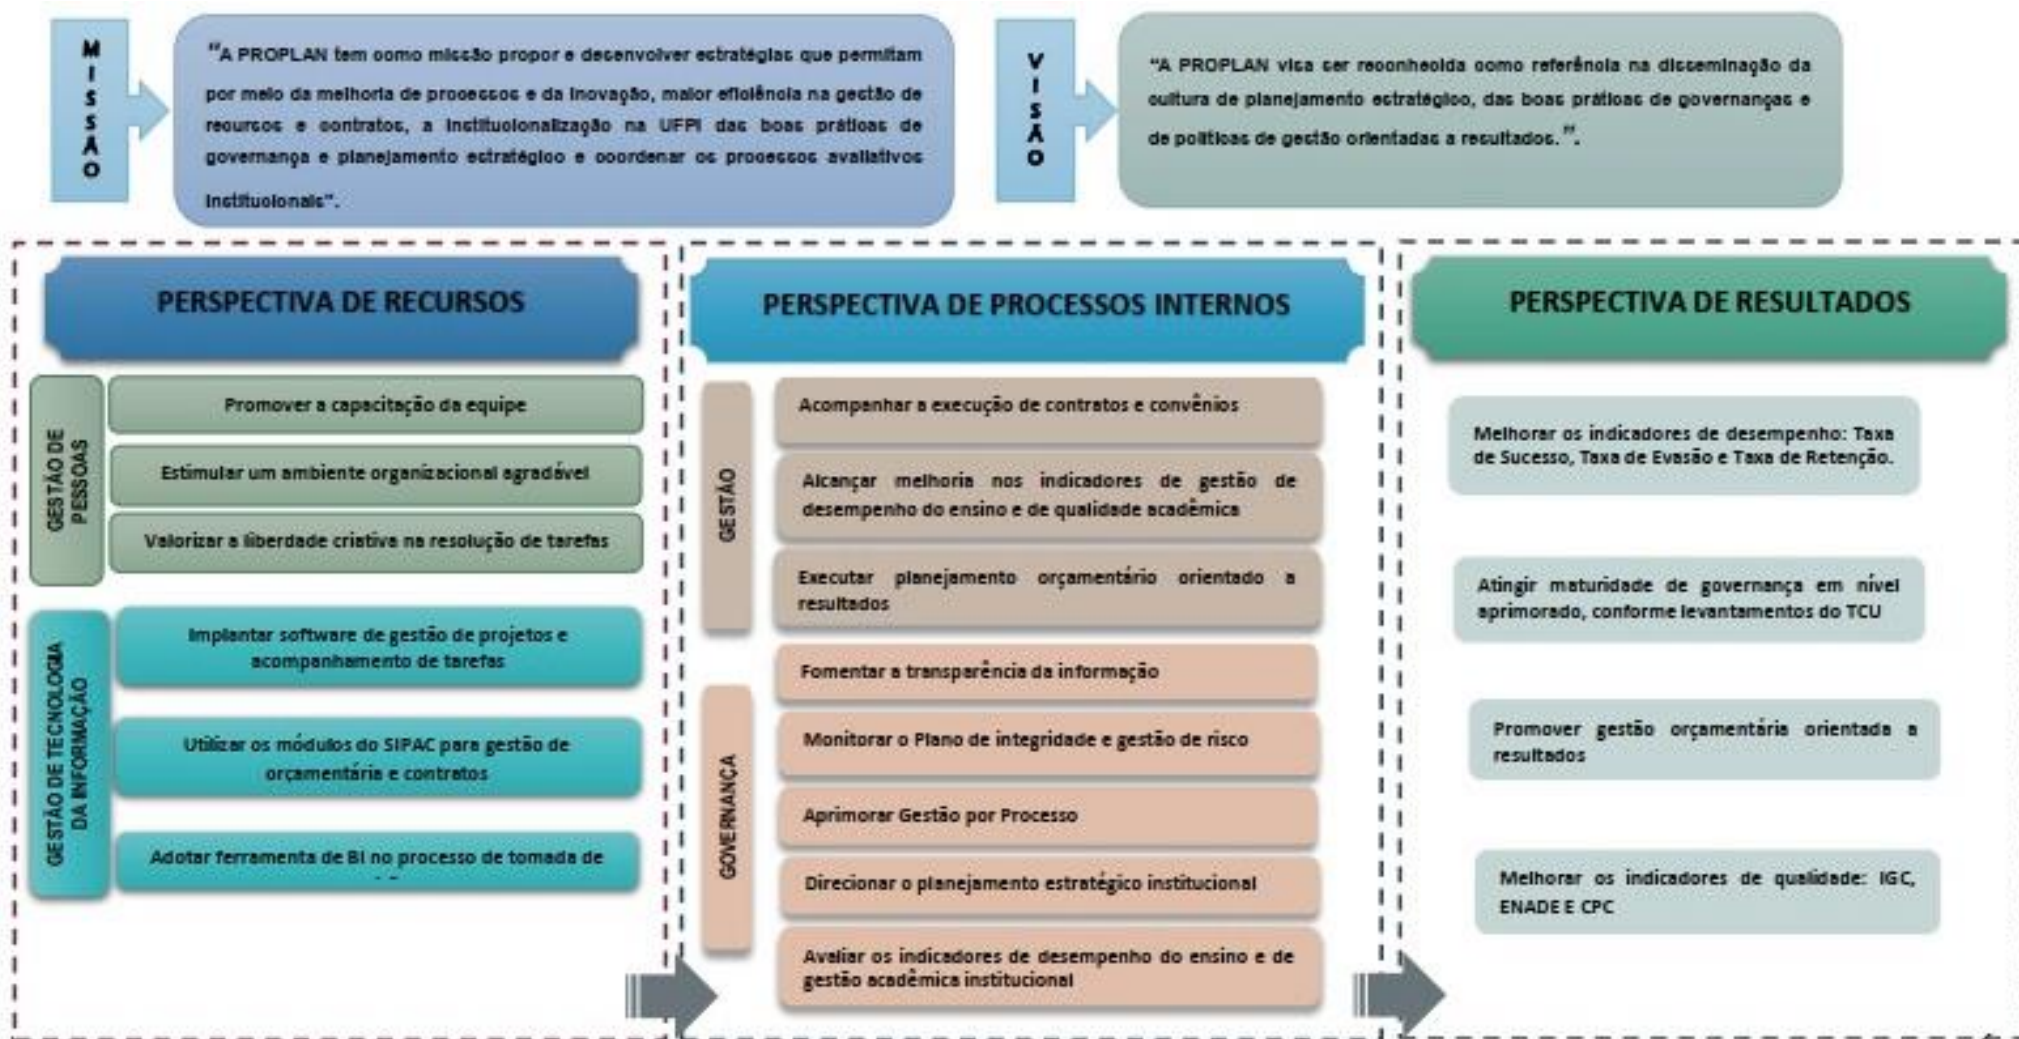 MISSÃO
"A PROPLAN tem como missão propor e desenvolver estratégias que permitam
por meio da melhoria de processos e da inovação, maior eficiência na gestão de
recursos e contratos, a institucionalização na UFPI das boas práticas de
governança e planejamento estratégico e coordenar os processos avaliativos
institucionais".
VISÃO
"A PROPLAN visa ser reconhecida como referência na disseminação da
cultura de planejamento estratégico, das boas práticas de governanças e
de políticas de gestão orientadas a resultados.".
PERSPECTIVA DE RECURSOS
GESTÃO DE
PESSOAS
Promover a capacitação da equipe
Estimular um ambiente organizacional agradável
Valorizar a liberdade criativa na resolução de tarefas
GESTÃO DE TECNOLOGIA
DA INFORMAÇÃO
Implantar software de gestão de projetos e
acompanhamento de tarefas
Utilizar os módulos do SIPAC para gestão de
orçamentária e contratos
Adotar ferramenta de BI no processo de tomada de
PERSPECTIVA DE PROCESSOS INTERNOS
GESTÃO
Acompanhar a execução de contratos e convênios
Alcançar melhoria nos indicadores de gestão de
desempenho do ensino e de qualidade acadêmica
Executar planejamento orçamentário orientado a
resultados
GOVERNANÇA
Fomentar a transparência da informação
Monitorar o Plano de integridade e gestão de risco
Aprimorar Gestão por Processo
Direcionar o planejamento estratégico institucional
Avaliar os indicadores de desempenho do ensino e de
gestão acadêmica institucional
PERSPECTIVA DE RESULTADOS
Melhorar os indicadores de desempenho: Taxa
de Sucesso, Taxa de Evasão e Taxa de Retenção.
Atingir maturidade de governança em nível
aprimorado, conforme levantamentos do TCU
Promover gestão orçamentária orientada a
resultados
Melhorar os indicadores de qualidade: IGC,
ENADE E CPC